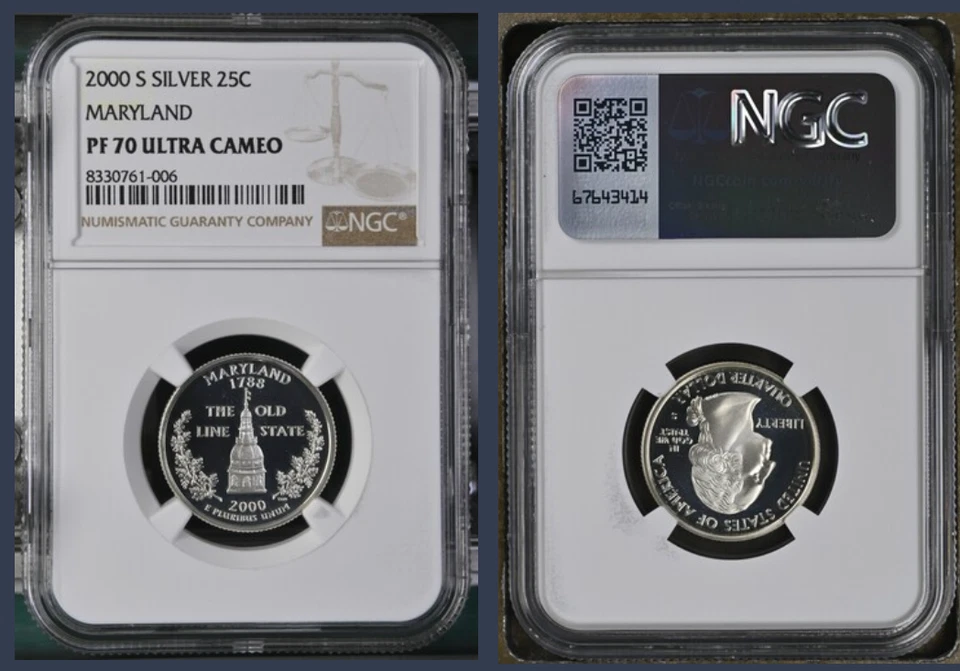 2000 S SILVER 25C
MARYLAND
PF 70 ULTRA CAMEO
8330761-006
NUMISMATIC GUARANTY COMPANY
NGC®
MARYLAND
1788
THE OLD
LINE STATE
2000
E PLURIBUS UNUM
NGC
67643414
UNITED STATES OF AMERICA
LIBERTY
IN
GOD WE
TRUST
S
QUARTER DOLLAR